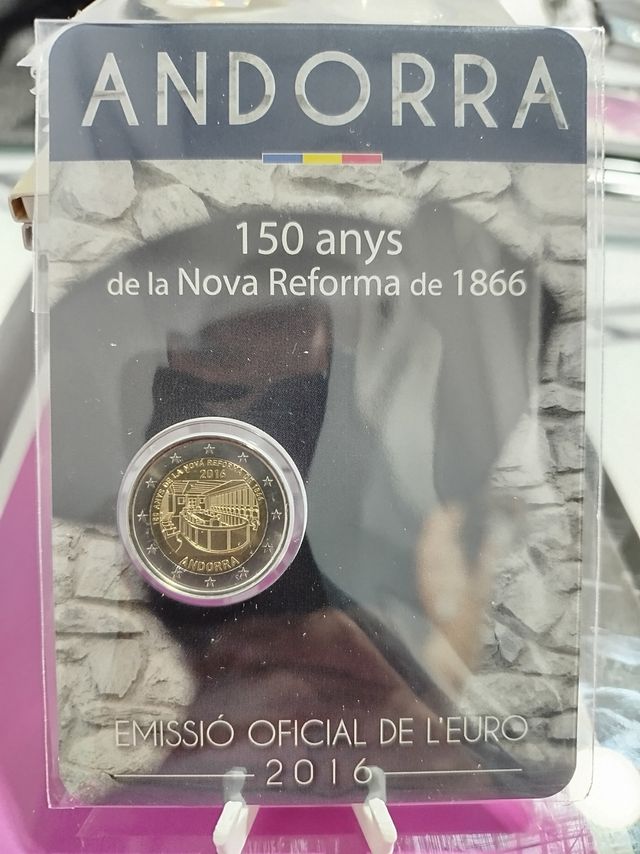 ANDORRA
150 anys
de la Nova Reforma de 1866
150 ANYS DE LA NOVA REFORMA DE 1866
2016
ANDORRA
EMISSIÓ OFICIAL DE L'EURO
2016